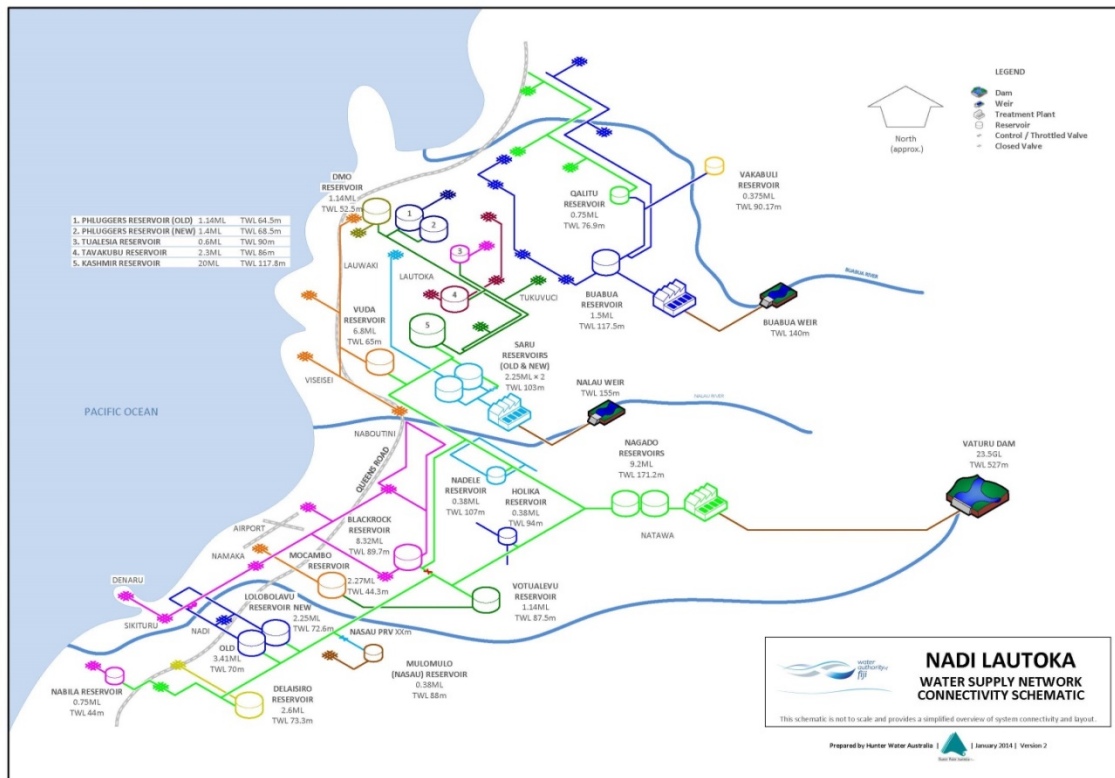 LEGEND
Dam
Weir
Treatment Plant
Reservoir
Control / Throttled Valve
Closed Valve
North
(approx.)
DMO
RESERVOIR
1.14ML
TWL 52.5m
1. PHLUGGERS RESERVOIR (OLD) 1.14ML TWL 64.5m
2. PHLUGGERS RESERVOIR (NEW) 1.4ML TWL 68.5m
3. TUALESIA RESERVOIR 0.6ML TWL 90m
4. TAVAKUBU RESERVOIR 2.3ML TWL 86m
5. KASHMIR RESERVOIR 20ML TWL 117.8m
1
2
3
4
5
QALITU
RESERVOIR
0.75ML
TWL 76.9m
VAKABULI
RESERVOIR
0.375ML
TWL 90.17m
LAUWAKI
LAUTOKA
TUKUVUCI
BUABUA
RESERVOIR
1.5ML
TWL 117.5m
BUABUA RIVER
BUABUA WEIR
TWL 140m
VUDA
RESERVOIR
6.8ML
TWL 65m
SARU
RESERVOIRS
(OLD & NEW)
2.25ML × 2
TWL 103m
NALAU WEIR
TWL 155m
VISEISEI
PACIFIC OCEAN
NABOUTINI
QUEENS ROAD
NADELE
RESERVOIR
0.38ML
TWL 107m
HOLIKA
RESERVOIR
0.38ML
TWL 94m
NAGADO
RESERVOIRS
9.2ML
TWL 171.2m
NATAWA
VATURU DAM
23.5GL
TWL 527m
BLACKROCK
RESERVOIR
8.32ML
TWL 89.7m
AIRPORT
NAMAKA
MOCAMBO
RESERVOIR
2.27ML
TWL 44.3m
VOTUALEVU
RESERVOIR
1.14ML
TWL 87.5m
DENARU
SIKITURU
NADI
LOLOBOLAVU
RESERVOIR NEW
2.25ML
TWL 72.6m
OLD
3.41ML
TWL 70m
NASAU PRV XXm
MULOMULO
(NASAU) RESERVOIR
0.38ML
TWL 88m
NABILA RESERVOIR
0.75ML
TWL 44m
DELAISIRO
RESERVOIR
2.6ML
TWL 73.3m
water
authority of
fiji
NADI LAUTOKA
WATER SUPPLY NETWORK
CONNECTIVITY SCHEMATIC
This schematic is not to scale and provides a simplified overview of system connectivity and layout.
Prepared by Hunter Water Australia | | January 2014 | Version 2